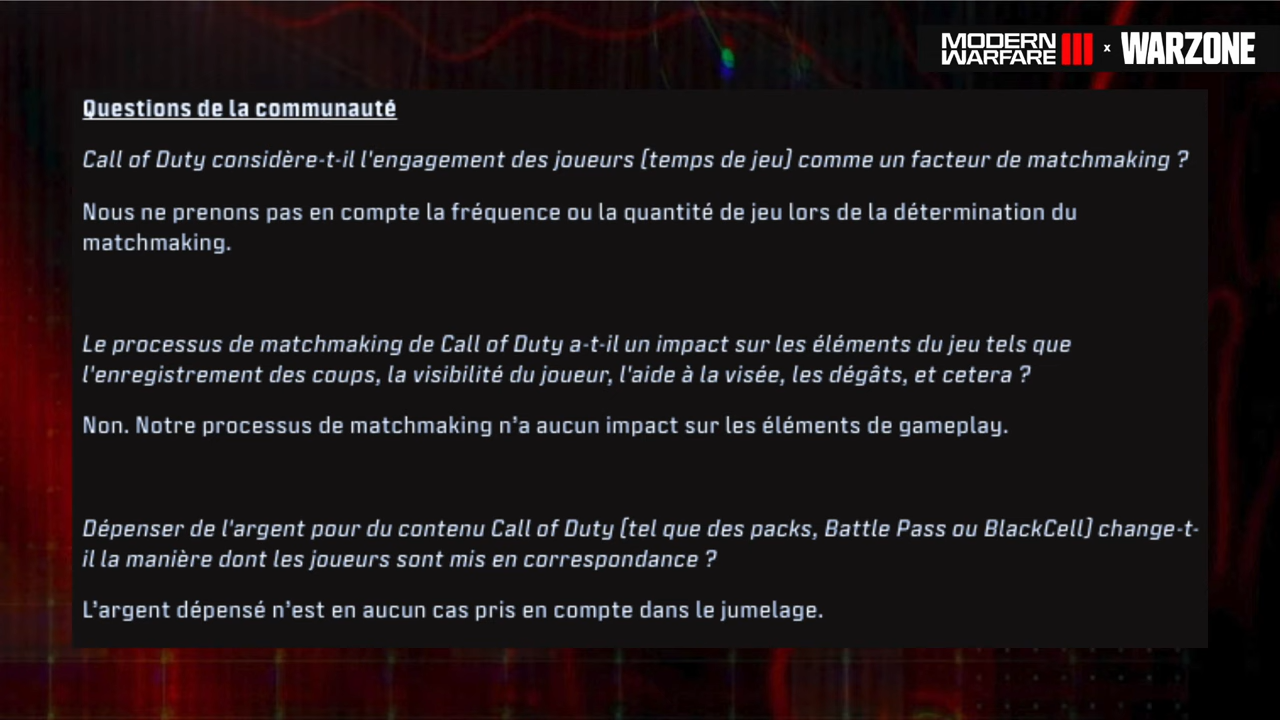 MODERN WARFARE III x WARZONE
Questions de la communauté
Call of Duty considère-t-il l'engagement des joueurs (temps de jeu) comme un facteur de matchmaking ?
Nous ne prenons pas en compte la fréquence ou la quantité de jeu lors de la détermination du
matchmaking.
Le processus de matchmaking de Call of Duty a-t-il un impact sur les éléments du jeu tels que
l'enregistrement des coups, la visibilité du joueur, l'aide à la visée, les dégâts, et cetera ?
Non. Notre processus de matchmaking n’a aucun impact sur les éléments de gameplay.
Dépenser de l'argent pour du contenu Call of Duty (tel que des packs, Battle Pass ou BlackCell) change-t-
il la manière dont les joueurs sont mis en correspondance ?
L’argent dépensé n’est en aucun cas pris en compte dans le jumelage.